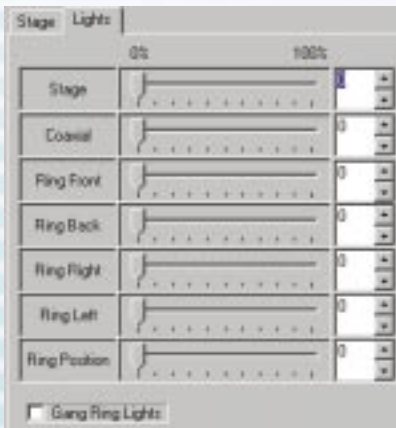 Stage Lights
0% 100%
Stage 0
Coaxial 0
Ring Front 0
Ring Back 0
Ring Right 0
Ring Left 0
Ring Position 0
Gang Ring Lights